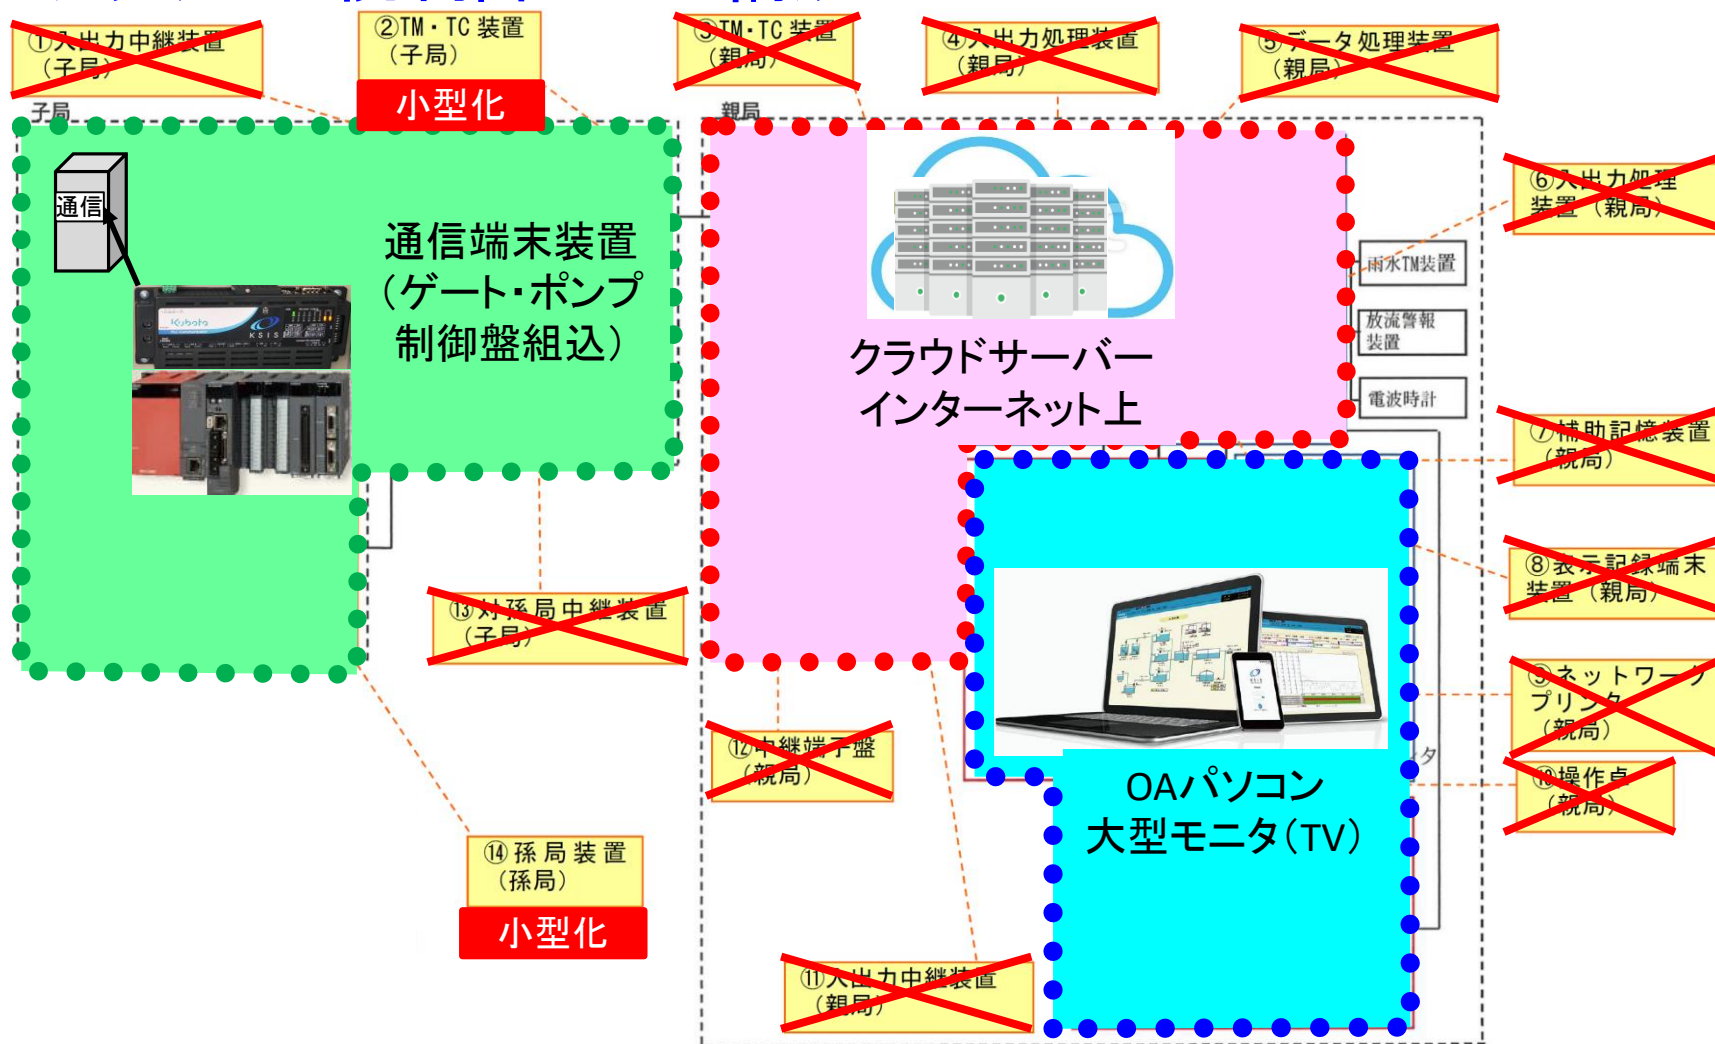 ①入出力中継装置
(子局)
②TM・TC 装置
(子局)
小型化
③TM・TC 装置
(親局)
④入出力処理装置
(親局)
⑤データ処理装置
(親局)
子局
親局
通信
通信端末装置
(ゲート・ポンプ
制御盤組込)
Kubota
KSIS
クラウドサーバー
インターネット上
⑥入出力処理
装置(親局)
雨水TM装置
放流警報
装置
電波時計
⑦補助記憶装置
(親局)
⑧表示記録端末
装置(親局)
⑨ネットワーク
プリンター
(親局)
タ
⑩操作卓
(親局)
⑬対孫局中継装置
(子局)
⑫中継端子盤
(親局)
OAパソコン
大型モニタ(TV)
⑭孫局装置
(孫局)
小型化
⑪入出力中継装置
(親局)